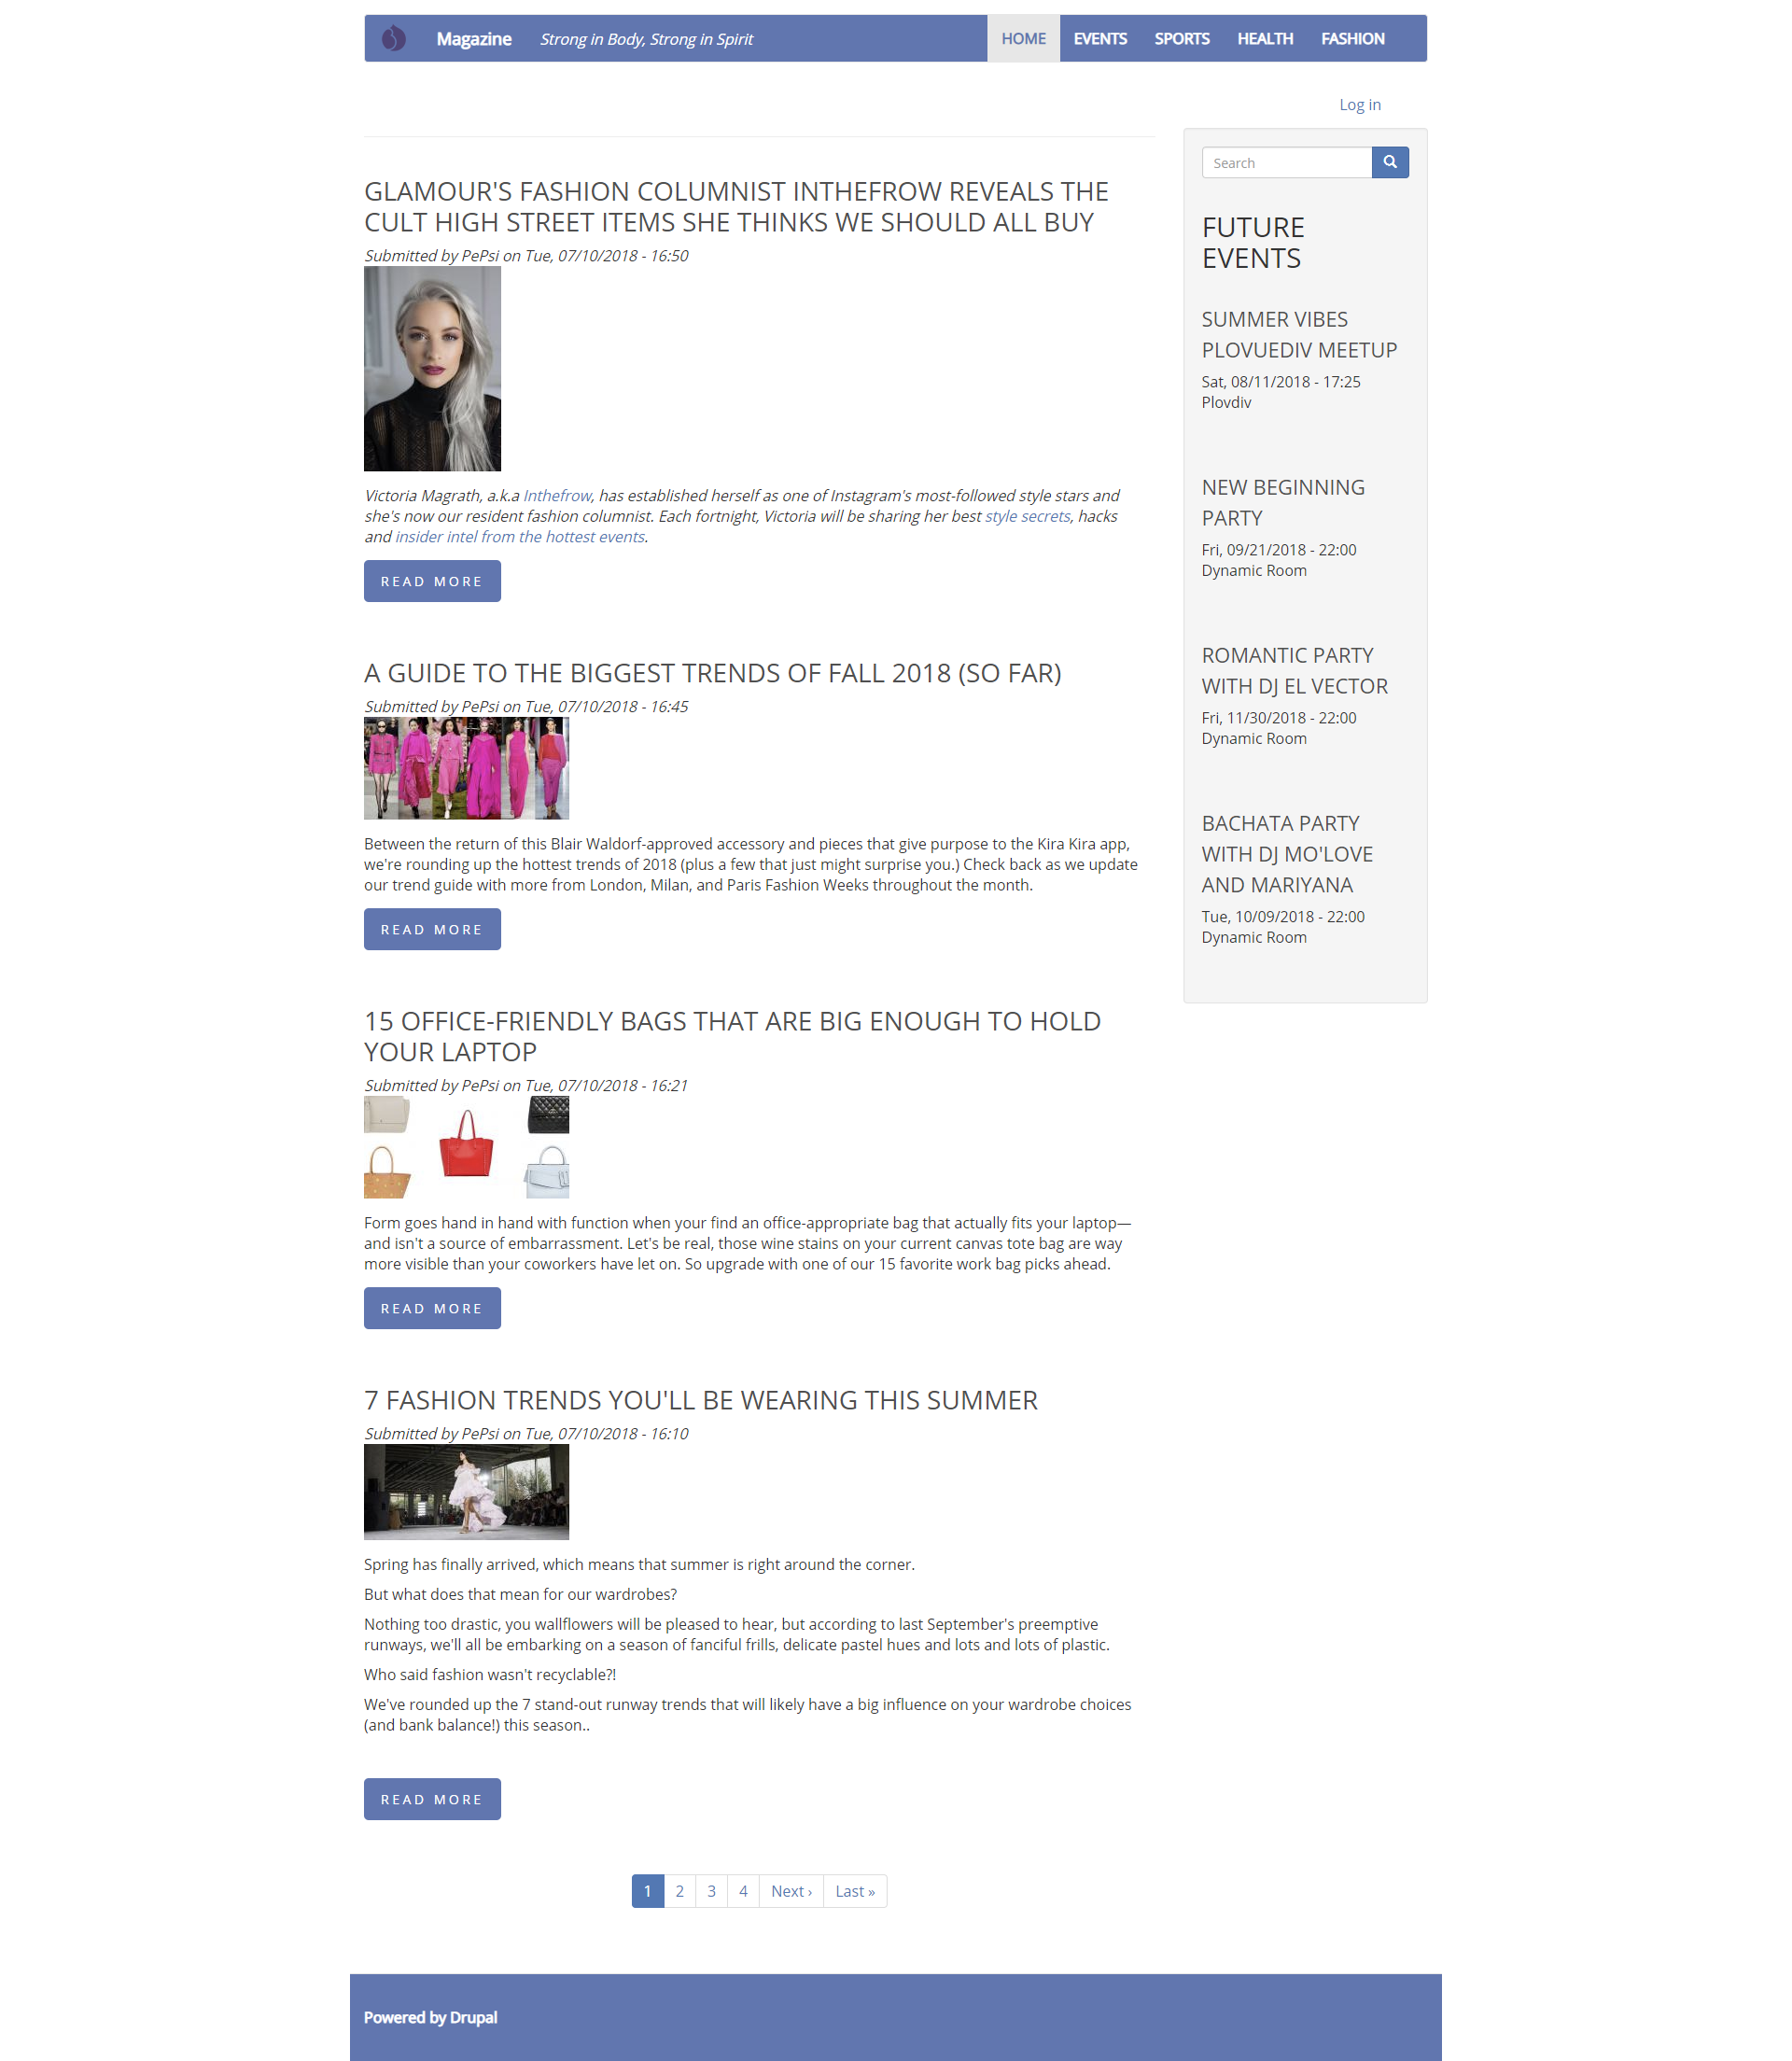 Magazine
Strong in Body, Strong in Spirit
HOME
EVENTS
SPORTS
HEALTH
FASHION
Log in
GLAMOUR'S FASHION COLUMNIST INTHEFROW REVEALS THE
CULT HIGH STREET ITEMS SHE THINKS WE SHOULD ALL BUY
Submitted by PePsi on Tue, 07/10/2018 - 16:50
Victoria Magrath, a.k.a Inthefrow, has established herself as one of Instagram's most-followed style stars and
she's now our resident fashion columnist. Each fortnight, Victoria will be sharing her best style secrets, hacks
and insider intel from the hottest events.
READ MORE
A GUIDE TO THE BIGGEST TRENDS OF FALL 2018 (SO FAR)
Submitted by PePsi on Tue, 07/10/2018 - 16:45
Between the return of this Blair Waldorf-approved accessory and pieces that give purpose to the Kira Kira app,
we're rounding up the hottest trends of 2018 (plus a few that just might surprise you.) Check back as we update
our trend guide with more from London, Milan, and Paris Fashion Weeks throughout the month.
READ MORE
15 OFFICE-FRIENDLY BAGS THAT ARE BIG ENOUGH TO HOLD
YOUR LAPTOP
Submitted by PePsi on Tue, 07/10/2018 - 16:21
Form goes hand in hand with function when your find an office-appropriate bag that actually fits your laptop—
and isn't a source of embarrassment. Let's be real, those wine stains on your current canvas tote bag are way
more visible than your coworkers have let on. So upgrade with one of our 15 favorite work bag picks ahead.
READ MORE
7 FASHION TRENDS YOU'LL BE WEARING THIS SUMMER
Submitted by PePsi on Tue, 07/10/2018 - 16:10
Spring has finally arrived, which means that summer is right around the corner.
But what does that mean for our wardrobes?
Nothing too drastic, you wallflowers will be pleased to hear, but according to last September's preemptive
runways, we'll all be embarking on a season of fanciful frills, delicate pastel hues and lots and lots of plastic.
Who said fashion wasn't recyclable?!
We've rounded up the 7 stand-out runway trends that will likely have a big influence on your wardrobe choices
(and bank balance!) this season..
READ MORE
1 2 3 4 Next › Last »
Search
FUTURE
EVENTS
SUMMER VIBES
PLOVUEDIV MEETUP
Sat, 08/11/2018 - 17:25
Plovdiv
NEW BEGINNING
PARTY
Fri, 09/21/2018 - 22:00
Dynamic Room
ROMANTIC PARTY
WITH DJ EL VECTOR
Fri, 11/30/2018 - 22:00
Dynamic Room
BACHATA PARTY
WITH DJ MO'LOVE
AND MARIYANA
Tue, 10/09/2018 - 22:00
Dynamic Room
Powered by Drupal